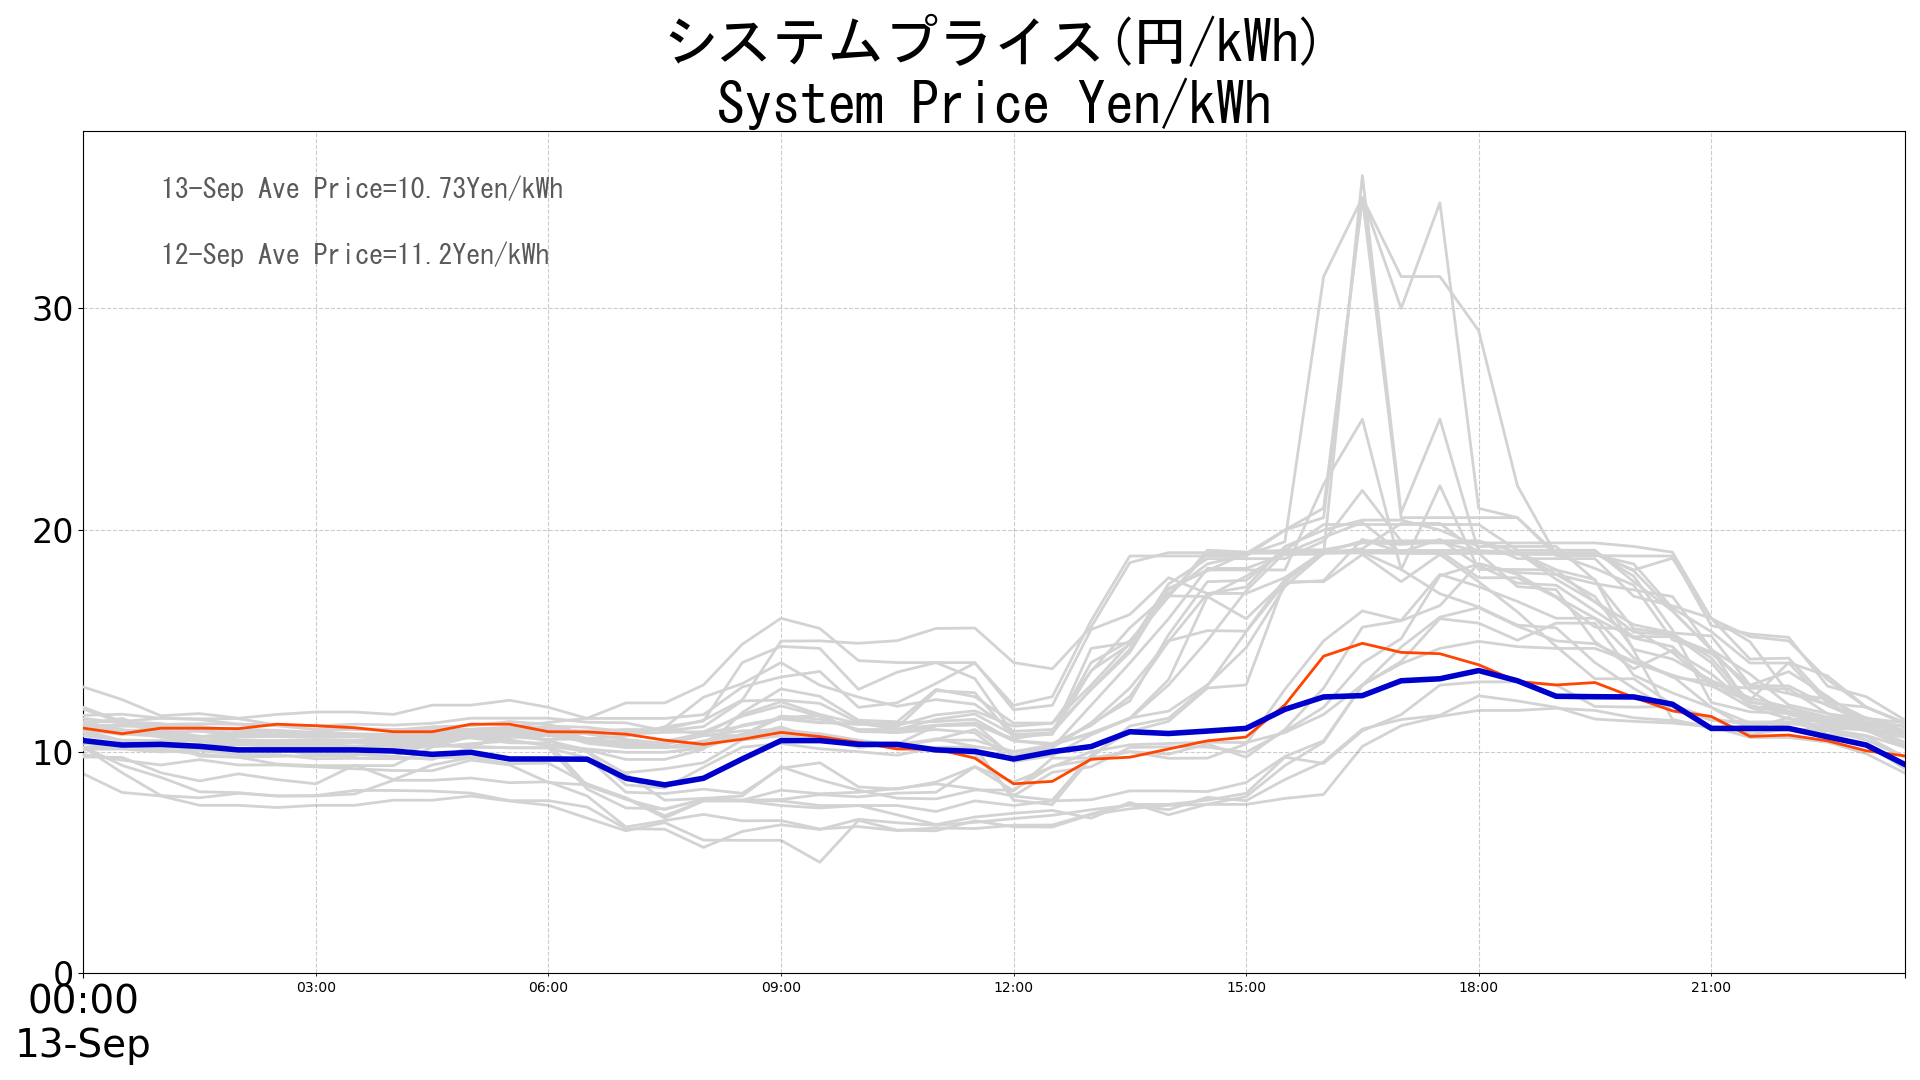 システムプライス(円/kWh)
System Price Yen/kWh
13-Sep Ave Price=10.73Yen/kWh
12-Sep Ave Price=11.2Yen/kWh
30
20
10
0
00:00 03:00 06:00 09:00 12:00 15:00 18:00 21:00
13-Sep